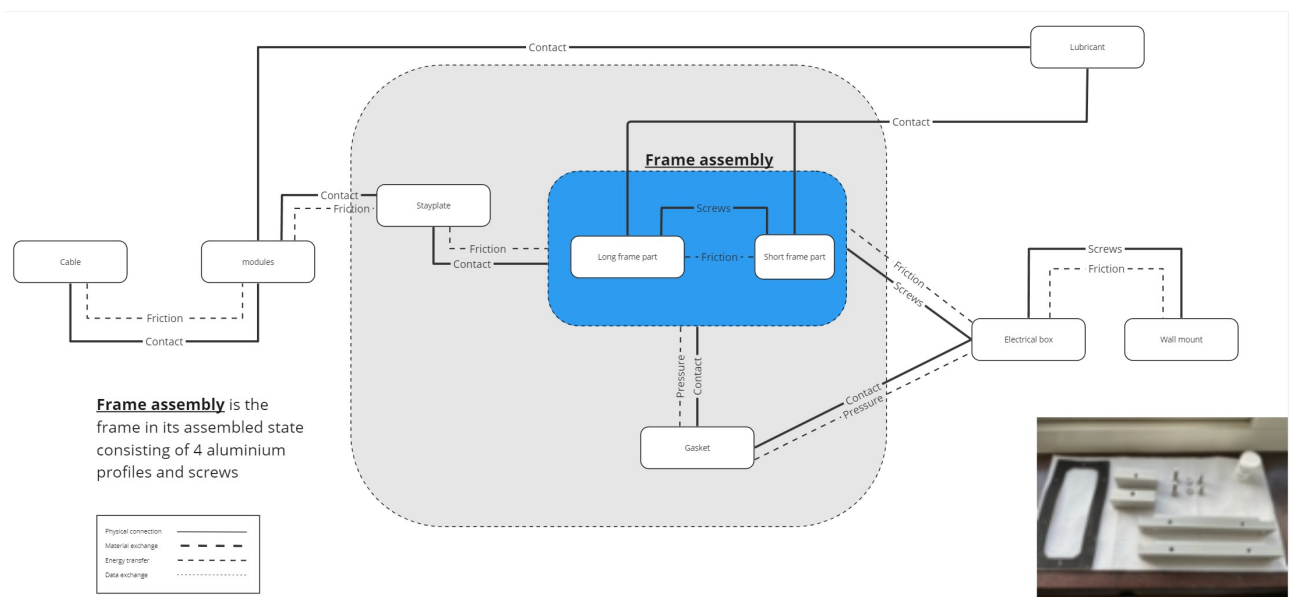 Contact
Lubricant
Contact
Frame assembly
Contact
Friction
Stayplate
Screws
Friction
Contact
Long frame part
Friction
Short frame part
Cable
modules
Friction
Contact
Friction
Screws
Screws
Friction
Electrical box
Wall mount
Pressure
Contact
Contact
Pressure
Gasket
Frame assembly is the
frame in its assembled state
consisting of 4 aluminium
profiles and screws
Physical connection
Material exchange
Energy transfer
Data exchange